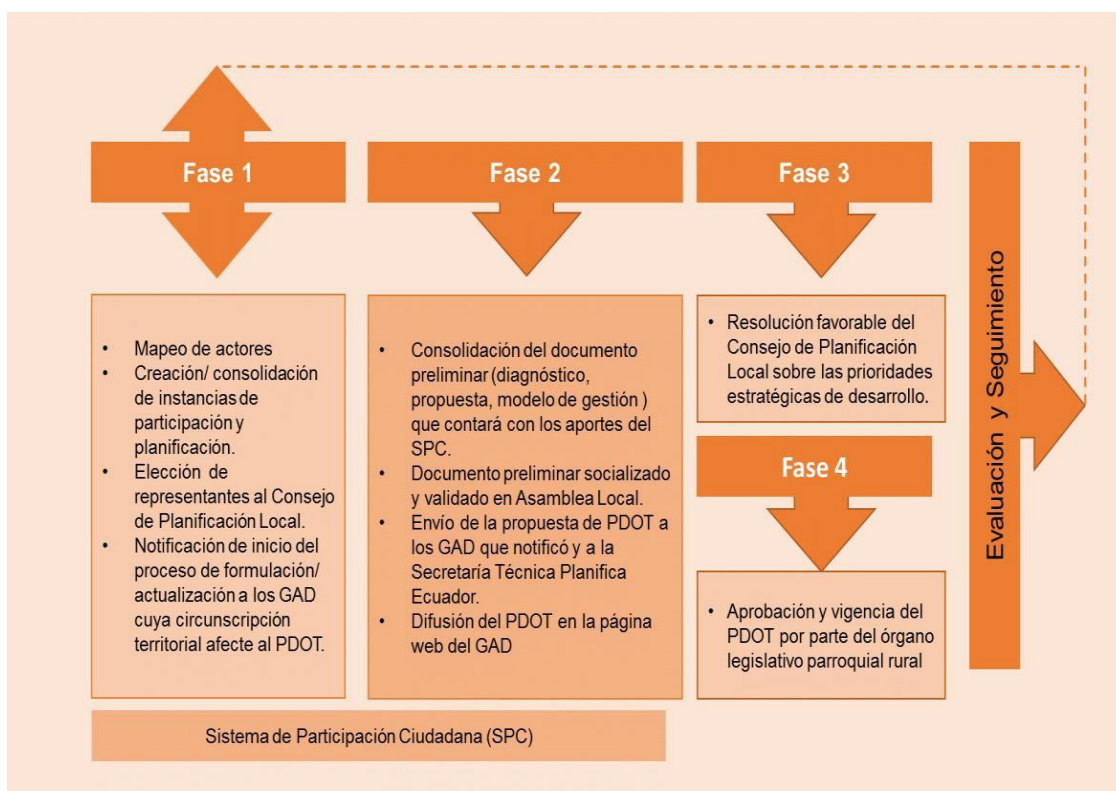 Fase 1
• Mapeo de actores
• Creación/ consolidación
de instancias de
participación y
planificación.
• Elección de
representantes al Consejo
de Planificación Local.
• Notificación de inicio del
proceso de formulación/
actualización a los GAD
cuya circunscripción
territorial afecte al PDOT.
Fase 2
• Consolidación del documento
preliminar (diagnóstico,
propuesta, modelo de gestión )
que contará con los aportes del
SPC.
• Documento preliminar socializado
y validado en Asamblea Local.
• Envío de la propuesta de PDOT a
los GAD que notificó y a la
Secretaría Técnica Planifica
Ecuador.
• Difusión del PDOT en la página
web del GAD
Sistema de Participación Ciudadana (SPC)
Fase 3
• Resolución favorable del
Consejo de Planificación
Local sobre las prioridades
estratégicas de desarrollo.
Fase 4
• Aprobación y vigencia del
PDOT por parte del órgano
legislativo parroquial rural
Evaluación y Seguimiento